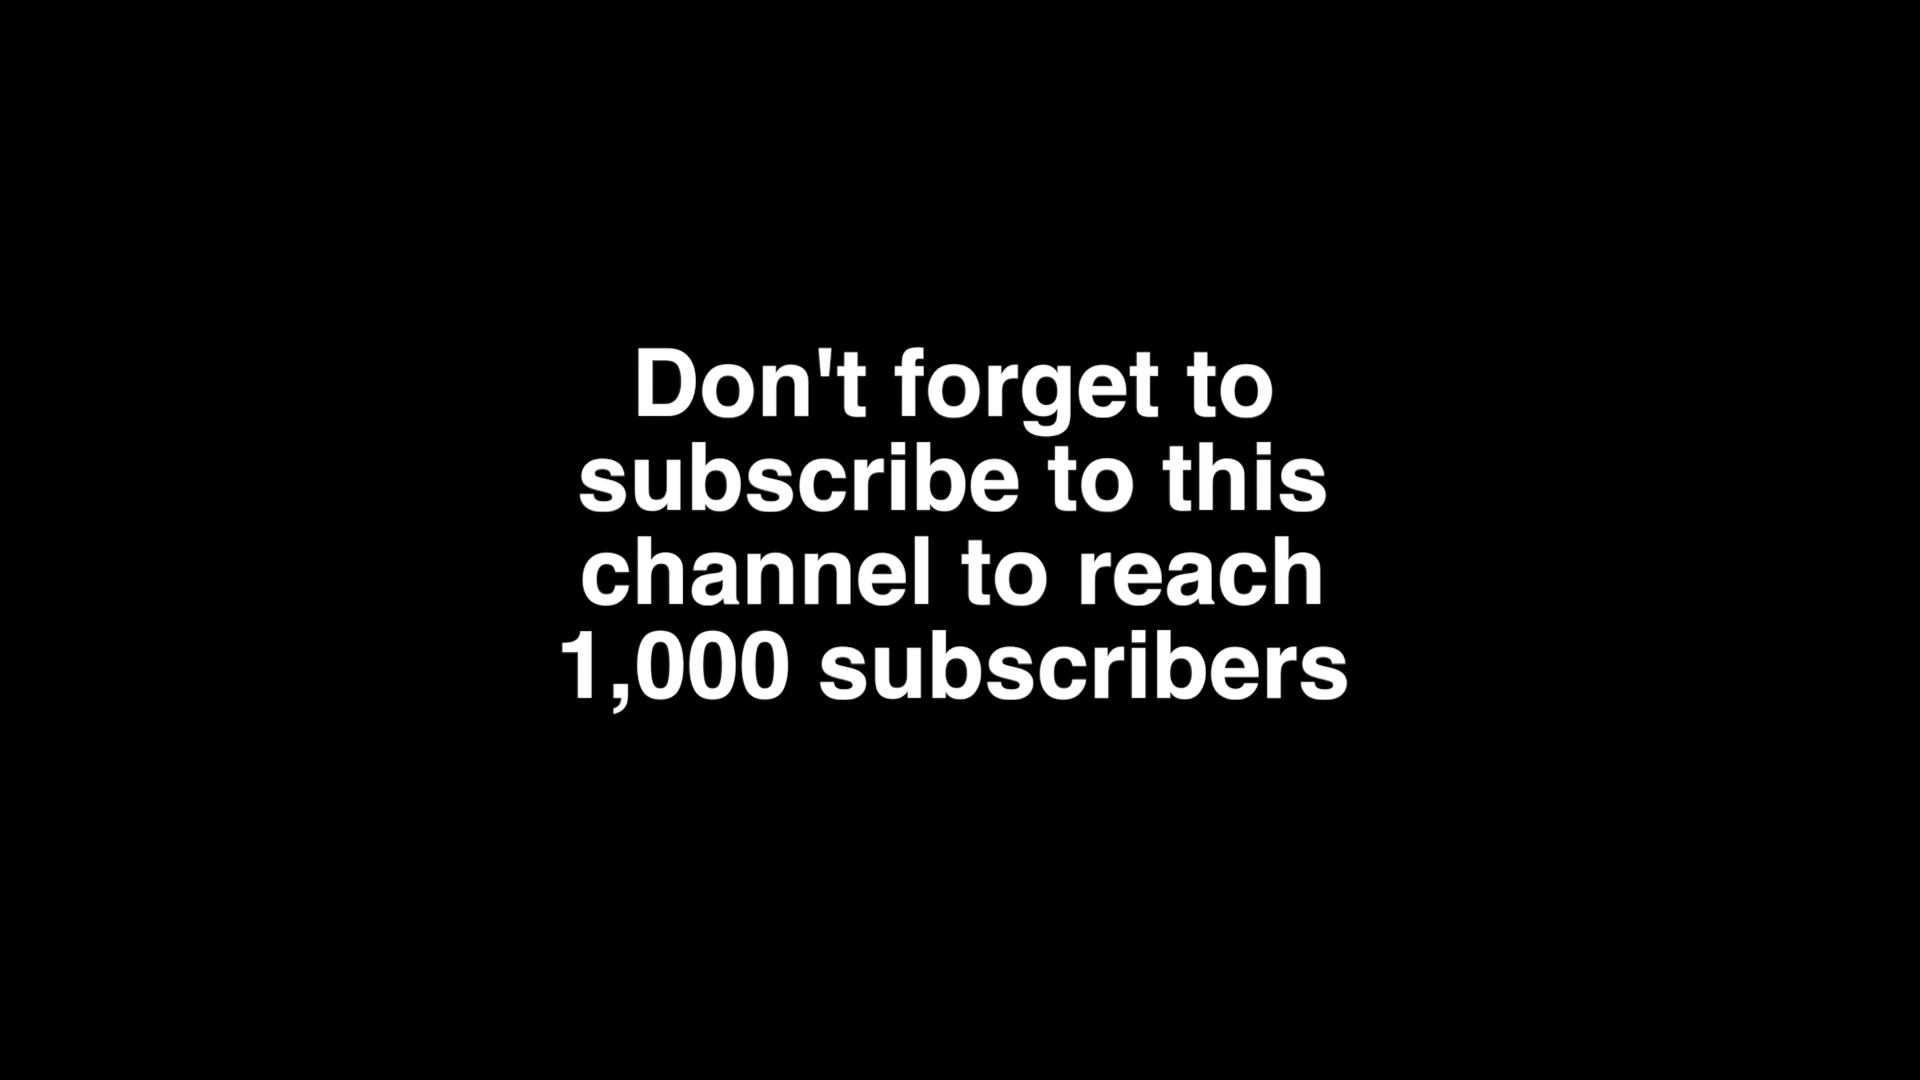 Don't forget to
subscribe to this
channel to reach
1,000 subscribers